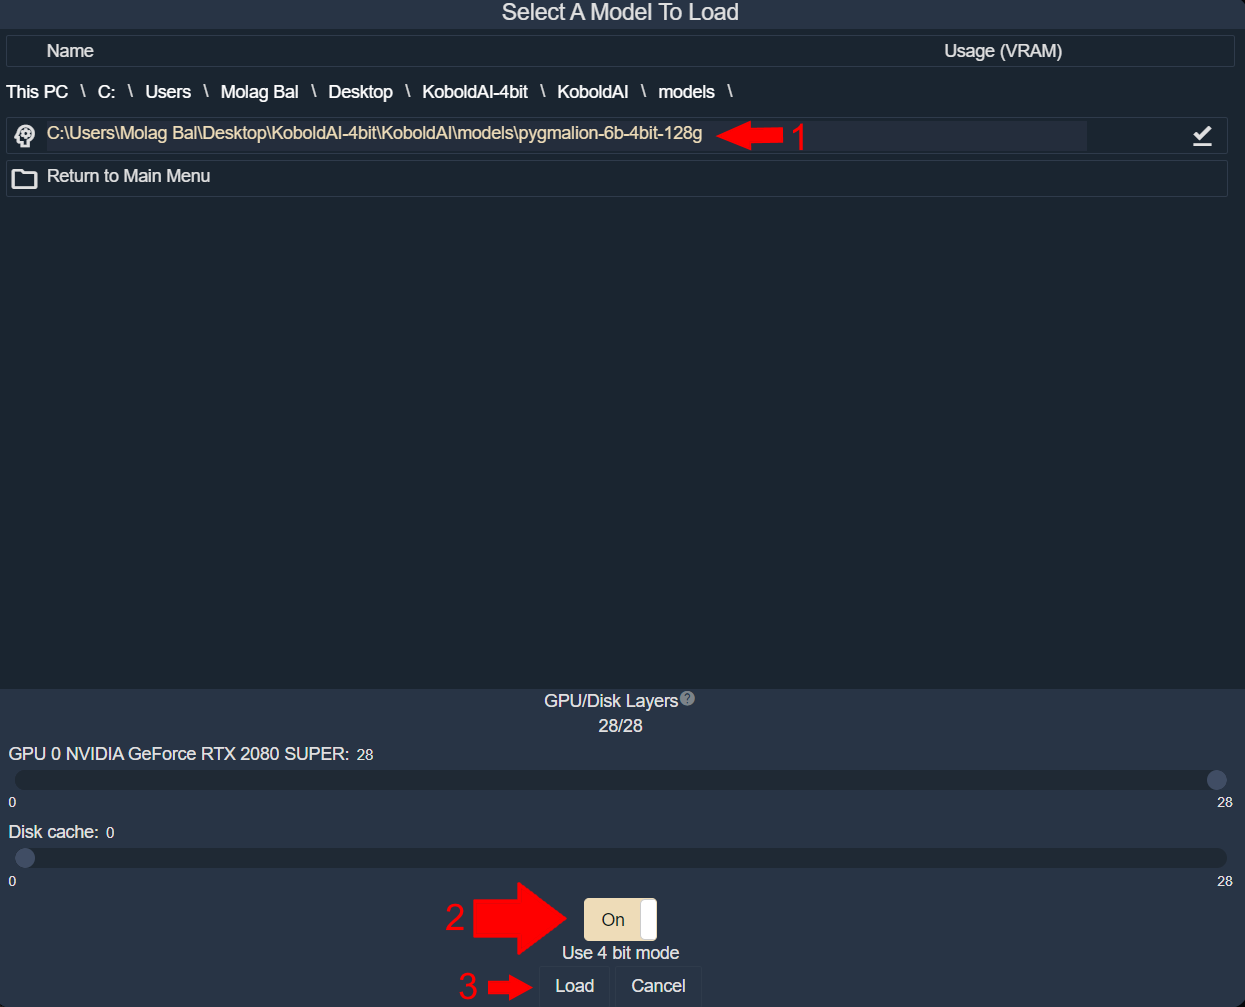 Select A Model To Load
Name Usage (VRAM)
This PC \ C: \ Users \ Molag Bal \ Desktop \ KoboldAI-4bit \ KoboldAI \ models \
C:\Users\Molag Bal\Desktop\KoboldAI-4bit\KoboldAI\models\pygmalion-6b-4bit-128g 1
Return to Main Menu
GPU/Disk Layers ?
28/28
GPU 0 NVIDIA GeForce RTX 2080 SUPER: 28
0 28
Disk cache: 0
0 28
2 On
Use 4 bit mode
3 Load Cancel